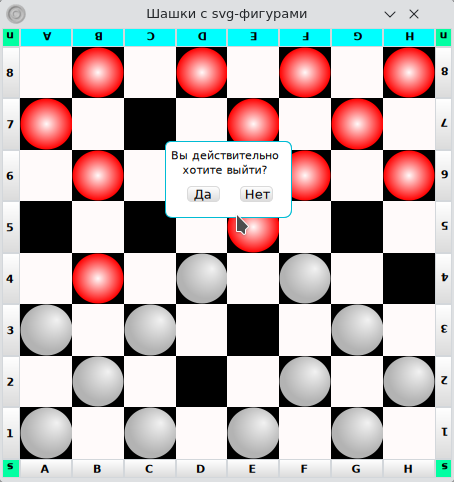 Шашки с svg-фигурами
n A B C D E F G H n
8 8
7 7
Вы действительно
хотите выйти?
6 6
Да Нет
5 5
4 4
3 3
2 2
1 1
s A B C D E F G H s